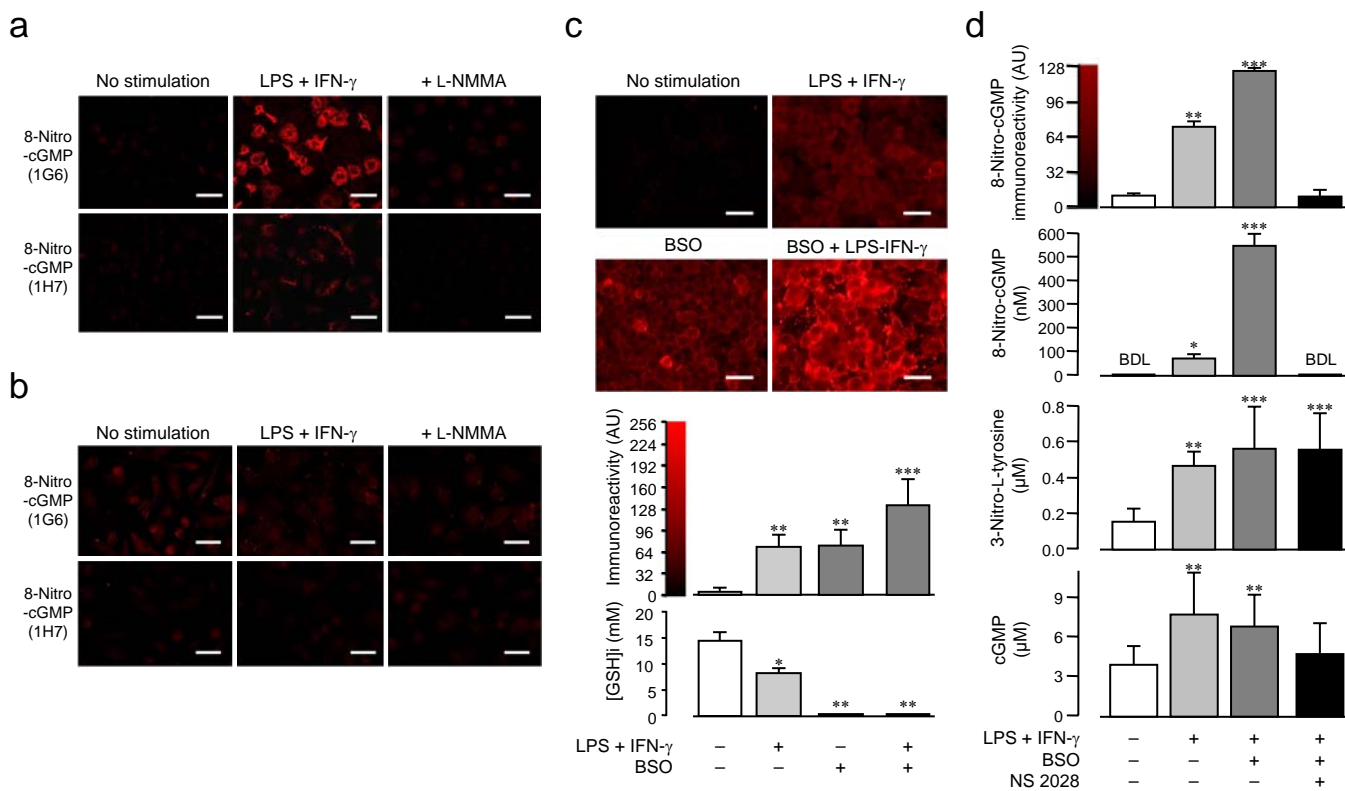 a
No stimulation LPS + IFN-γ + L-NMMA
8-Nitro
-cGMP
(1G6)
8-Nitro
-cGMP
(1H7)
b
No stimulation LPS + IFN-γ + L-NMMA
8-Nitro
-cGMP
(1G6)
8-Nitro
-cGMP
(1H7)
c
No stimulation LPS + IFN-γ
BSO BSO + LPS-IFN-γ
Immunoreactivity (AU)
256
224
192
160
128
96
64
32
0
** ** ***
[GSH]i (mM)
20
15
10
5
0
* ** **
LPS + IFN-γ – + – +
BSO – – + +
d
8-Nitro-cGMP
immunoreactivity (AU)
128
96
64
32
0
** ***
8-Nitro-cGMP
(nM)
600
500
400
300
200
100
0
BDL * *** BDL
3-Nitro-L-tyrosine
(μM)
0.8
0.6
0.4
0.2
0.0
** *** ***
cGMP
(μM)
9
6
3
0
** **
LPS + IFN-γ – + + +
BSO – – + +
NS 2028 – – – +